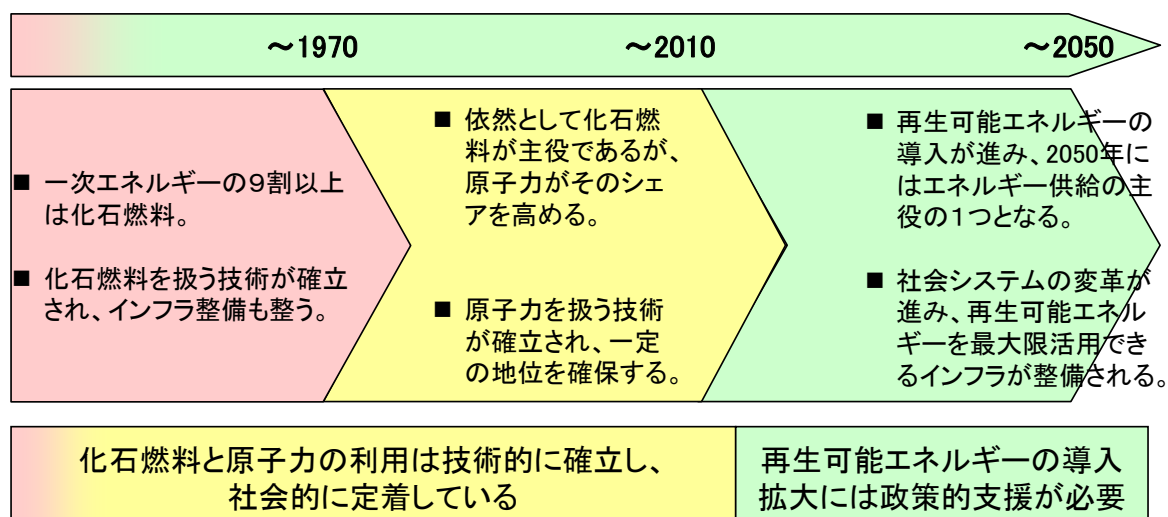 ～1970
～2010
～2050
■ 一次エネルギーの９割以上
は化石燃料。
■ 化石燃料を扱う技術が確立
され、インフラ整備も整う。
■ 依然として化石燃
料が主役であるが、
原子力がそのシェ
アを高める。
■ 原子力を扱う技術
が確立され、一定
の地位を確保する。
■ 再生可能エネルギーの
導入が進み、2050年に
はエネルギー供給の主
役の１つとなる。
■ 社会システムの変革が
進み、再生可能エネル
ギーを最大限活用でき
るインフラが整備される。
化石燃料と原子力の利用は技術的に確立し、
社会的に定着している
再生可能エネルギーの導入
拡大には政策的支援が必要